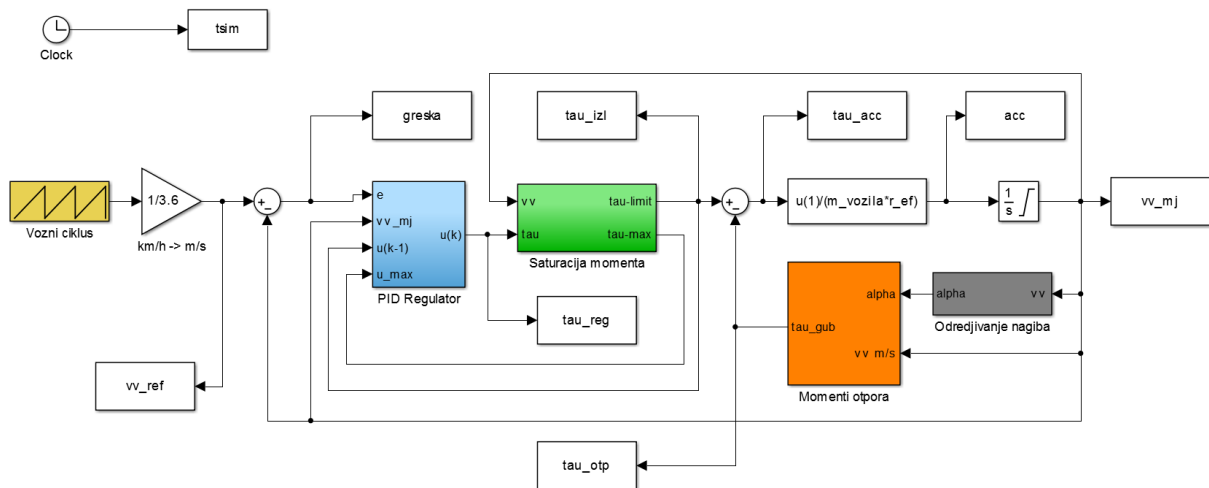 tsim
Clock
greska
tau_izl
tau_acc
acc
Vozni ciklus
1/3.6
km/h -> m/s
+
-
e
vv_mj
u(k-1)
u_max
u(k)
PID Regulator
vv
tau
tau-limit
tau-max
Saturacija momenta
+
-
u(1)/(m_vozila*r_ef)
1
s
vv_mj
tau_reg
alpha
tau_gub
vv m/s
Momenti otpora
alpha
vv
Odredjivanje nagiba
vv_ref
tau_otp